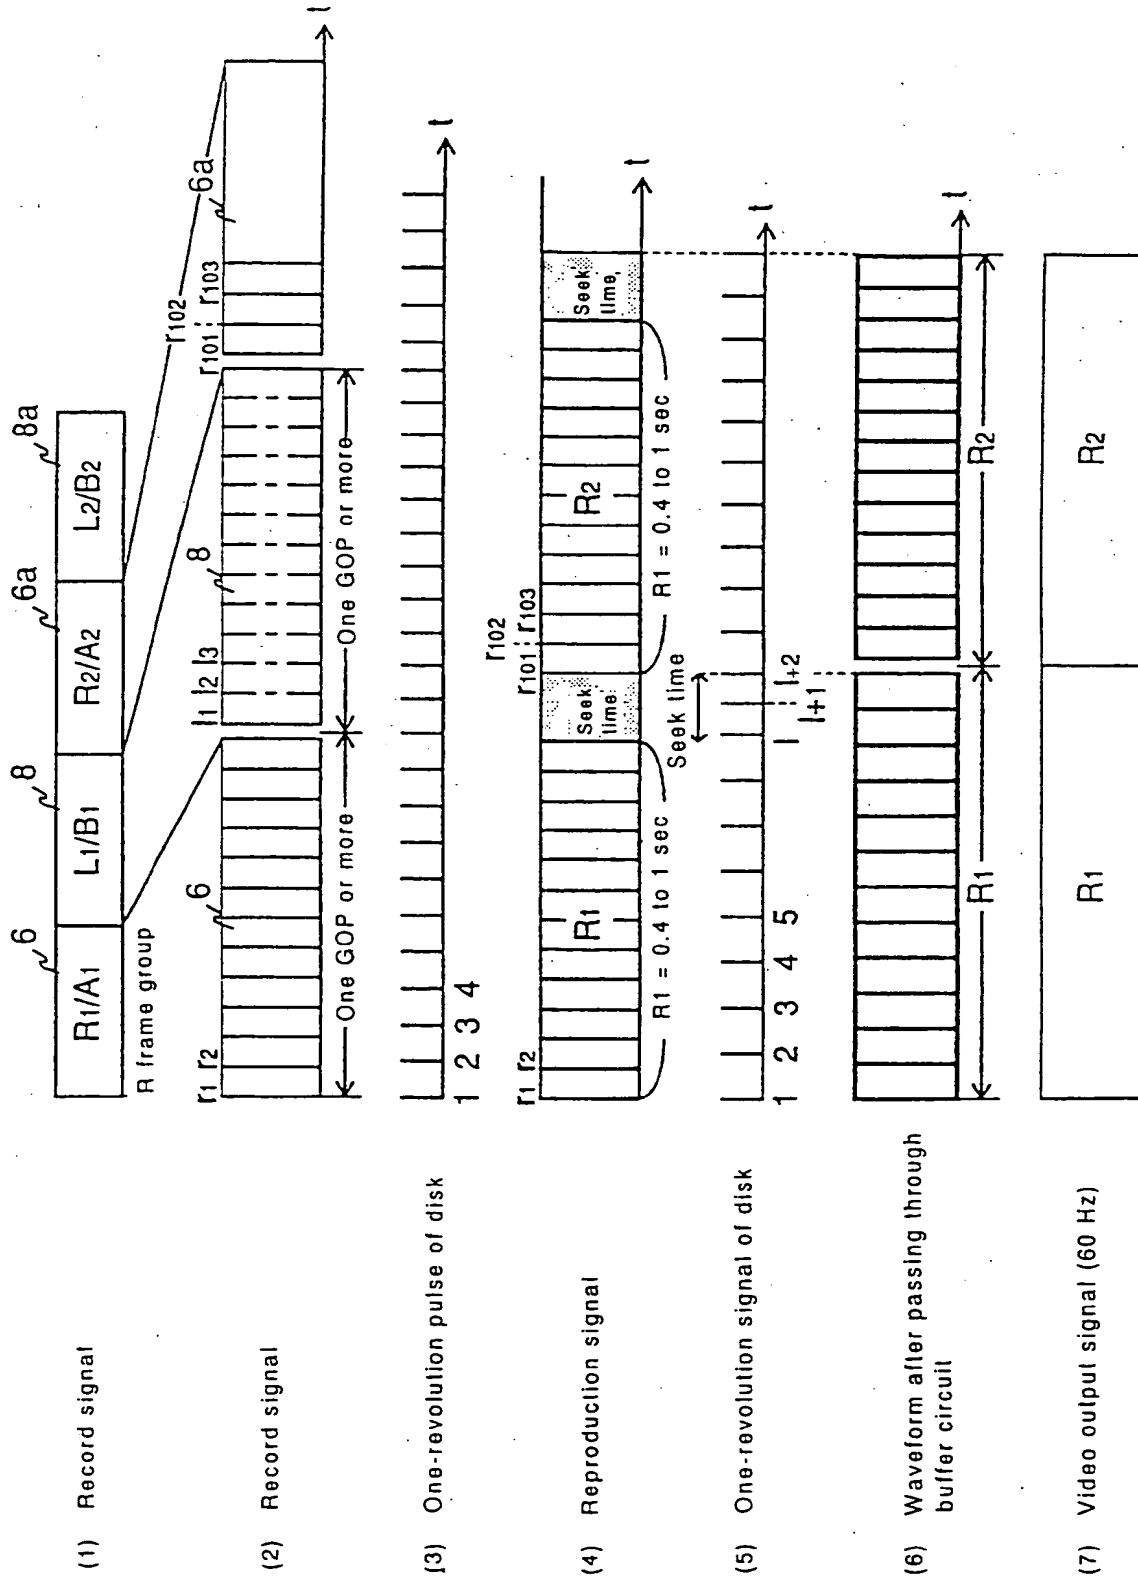 (1) Record signal
6
8
6a
8a
R1/A1
L1/B1
R2/A2
L2/B2
R frame group
(2) Record signal
r1 r2
6
l1 l2 l3
8
r101
r102
r103
6a
t
One GOP or more
One GOP or more
(3) One-revolution pulse of disk
1 2 3 4
t
(4) Reproduction signal
r1 r2
R1
Seek time
r101
r102
r103
R2
Seek time,
t
R1 = 0.4 to 1 sec
R1 = 0.4 to 1 sec
(5) One-revolution signal of disk
Seek time
1 2 3 4 5
l
l+1
l+2
t
(6) Waveform after passing through
buffer circuit
R1
R2
t
(7) Video output signal (60 Hz)
R1
R2